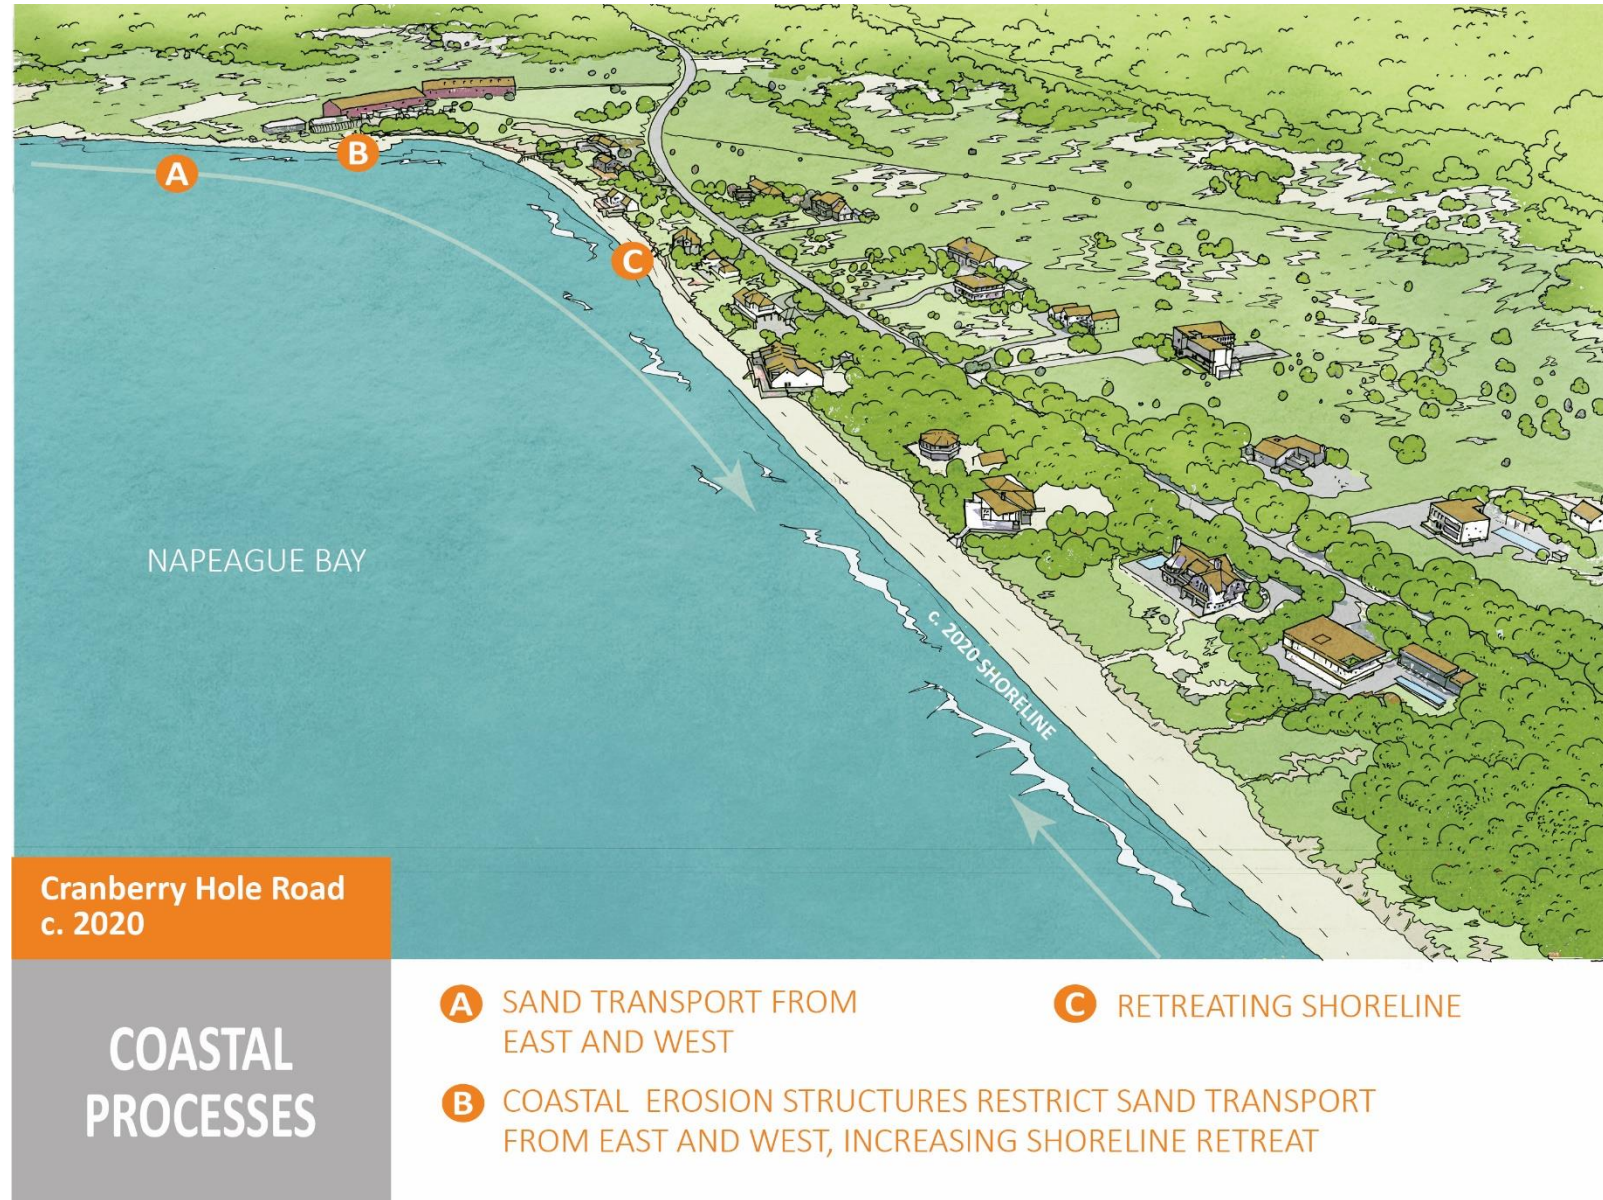 A
B
C
NAPEAGUE BAY
c. 2020 SHORELINE
Cranberry Hole Road
c. 2020
COASTAL
PROCESSES
A SAND TRANSPORT FROM
EAST AND WEST
C RETREATING SHORELINE
B COASTAL EROSION STRUCTURES RESTRICT SAND TRANSPORT
FROM EAST AND WEST, INCREASING SHORELINE RETREAT